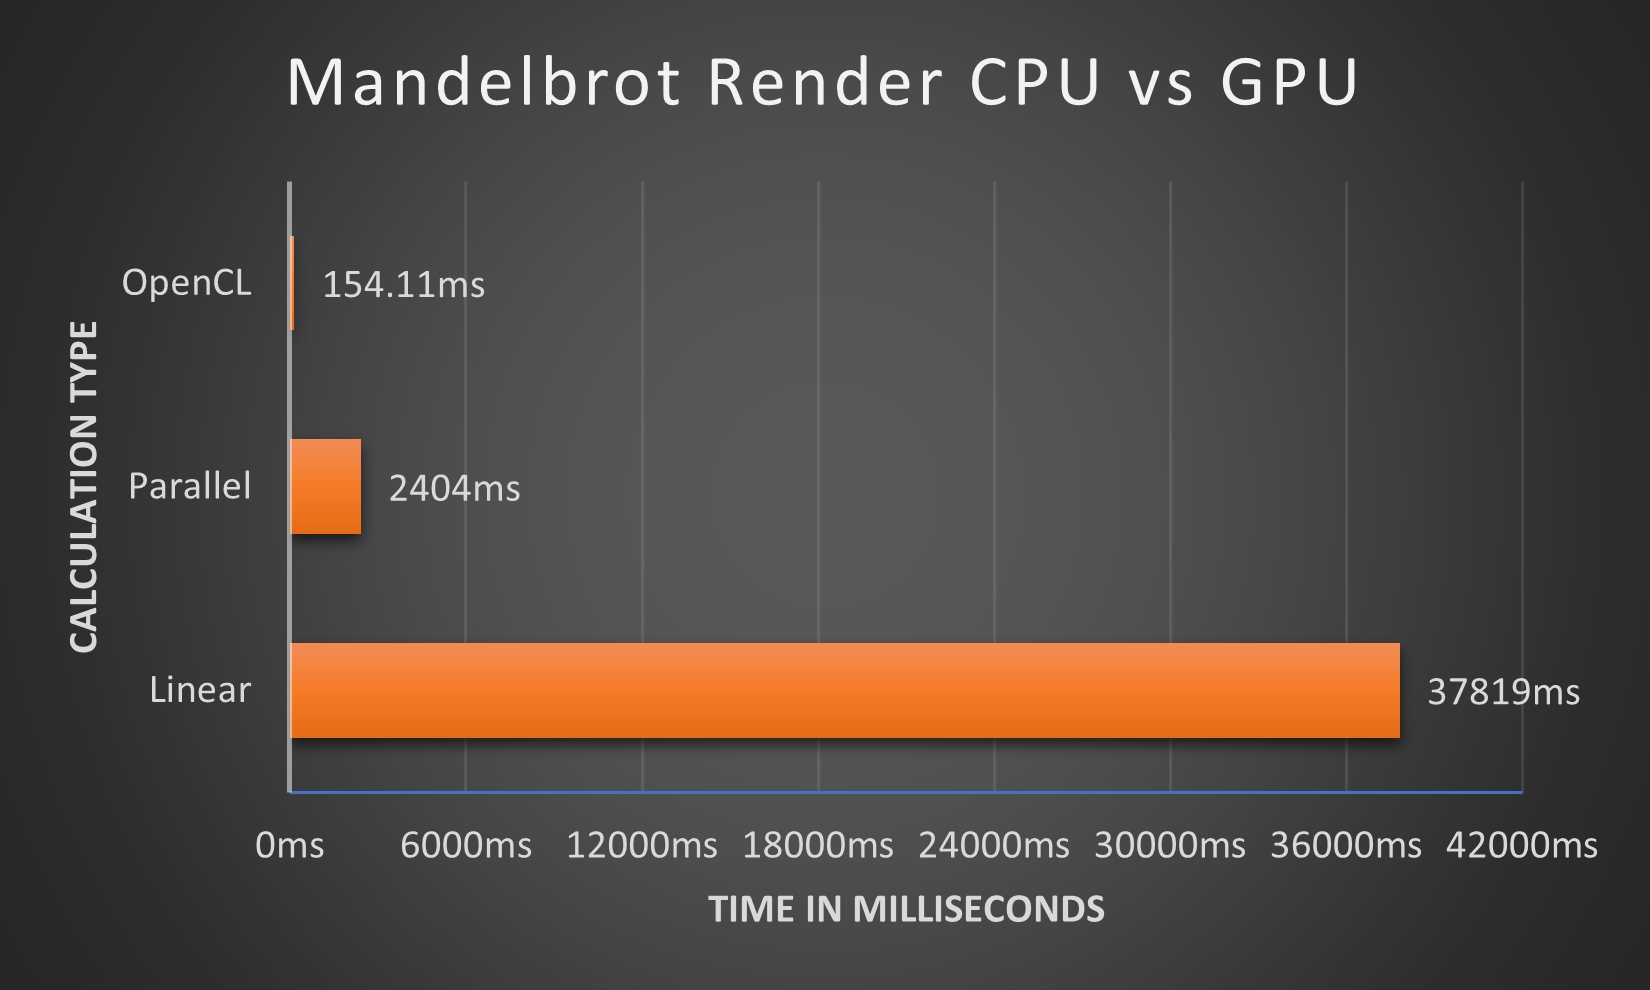 Mandelbrot Render CPU vs GPU
CALCULATION TYPE
OpenCL
154.11ms
Parallel
2404ms
Linear
37819ms
0ms 6000ms 12000ms 18000ms 24000ms 30000ms 36000ms 42000ms
TIME IN MILLISECONDS